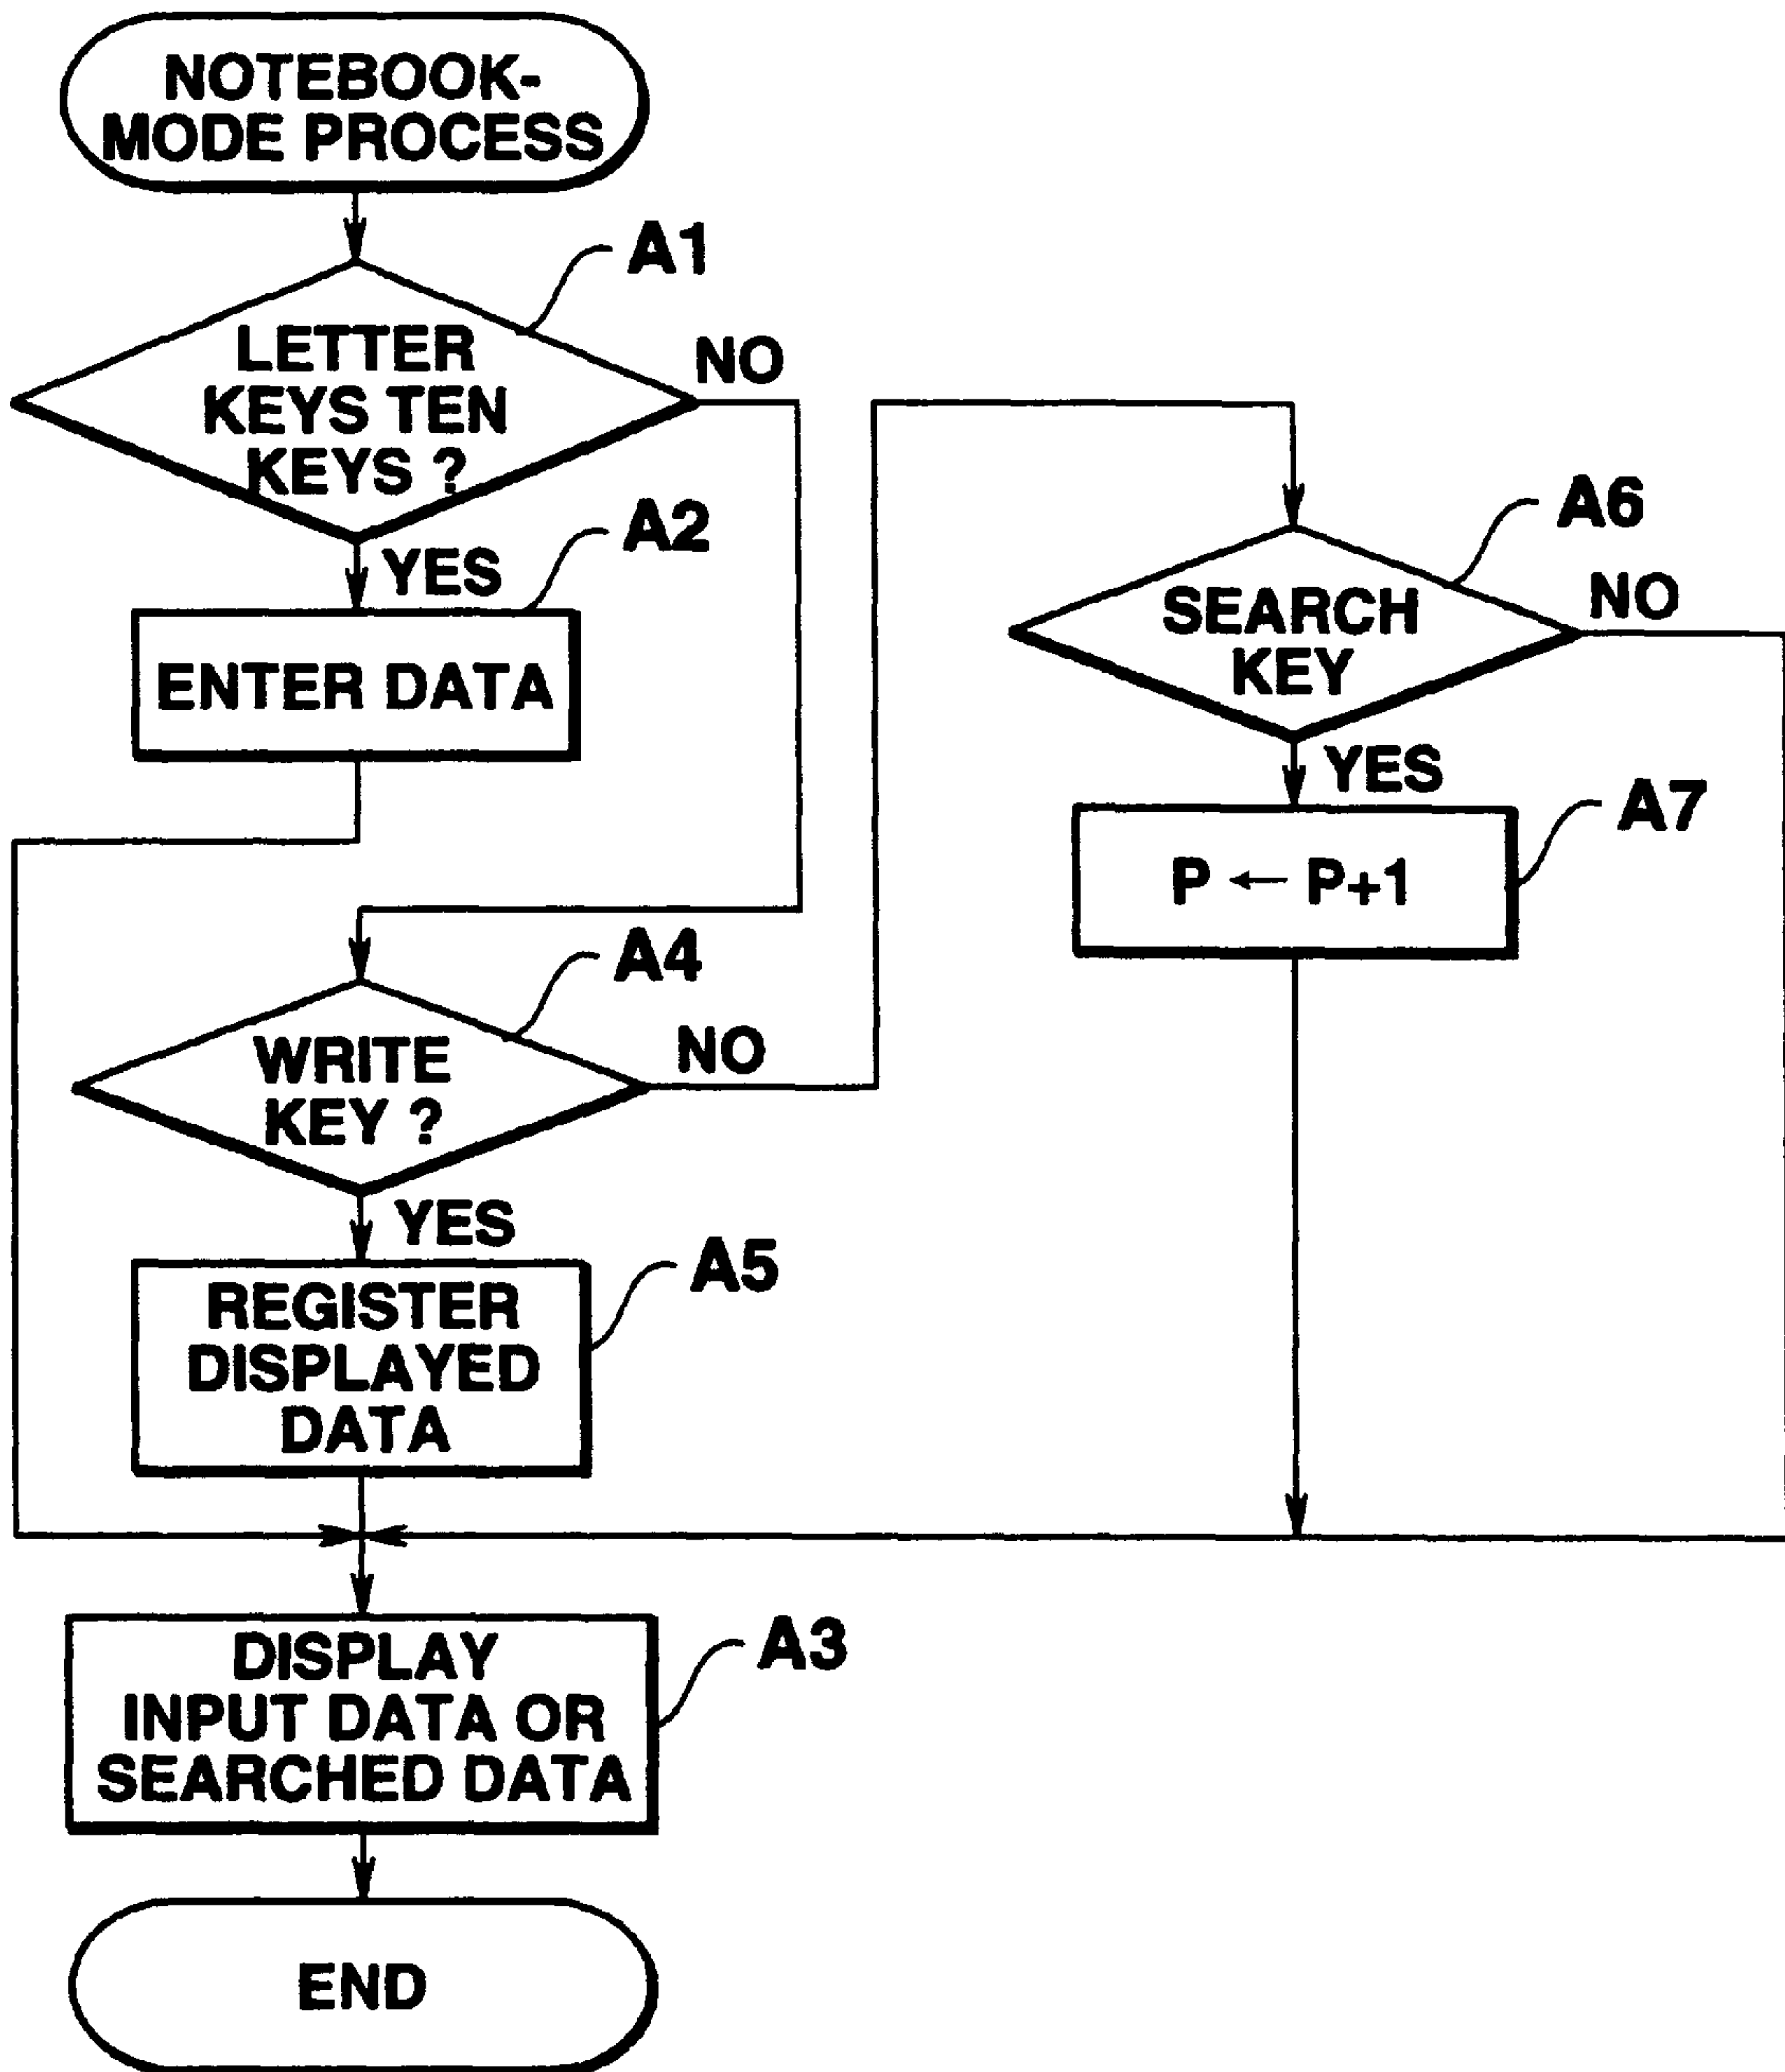 NOTEBOOK-
MODE PROCESS
A1
LETTER
KEYS TEN
KEYS ?
NO
YES
A2
ENTER DATA
A4
WRITE
KEY ?
NO
YES
A5
REGISTER
DISPLAYED
DATA
A6
SEARCH
KEY
NO
YES
A7
P ← P+1
A3
DISPLAY
INPUT DATA OR
SEARCHED DATA
END